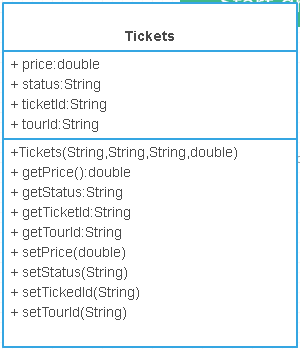 Tickets
+ price:double
+ status:String
+ ticketId:String
+ tourId:String
+Tickets(String,String,String,double)
+ getPrice():double
+ getStatus:String
+ getTicketId:String
+ getTourId:String
+ setPrice(double)
+ setStatus(String)
+ setTickedId(String)
+ setTourId(String)